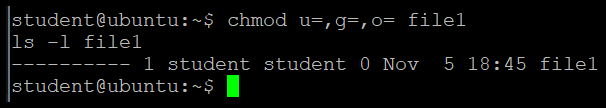 student@ubuntu:~$ chmod u=,g=,o= file1
ls -l file1
---------- 1 student student 0 Nov  5 18:45 file1
student@ubuntu:~$